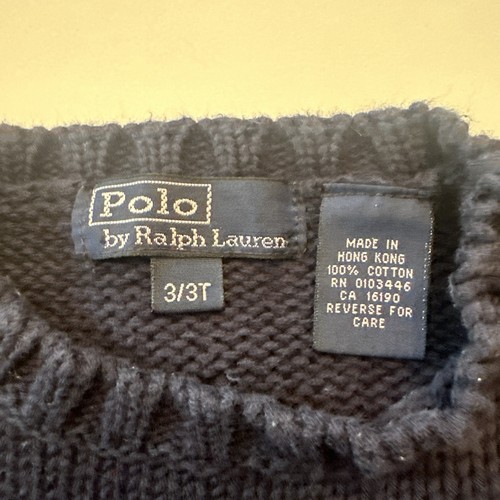 Polo
by Ralph Lauren
3/3T
MADE IN
HONG KONG
100% COTTON
RN 0103446
CA 16190
REVERSE FOR
CARE